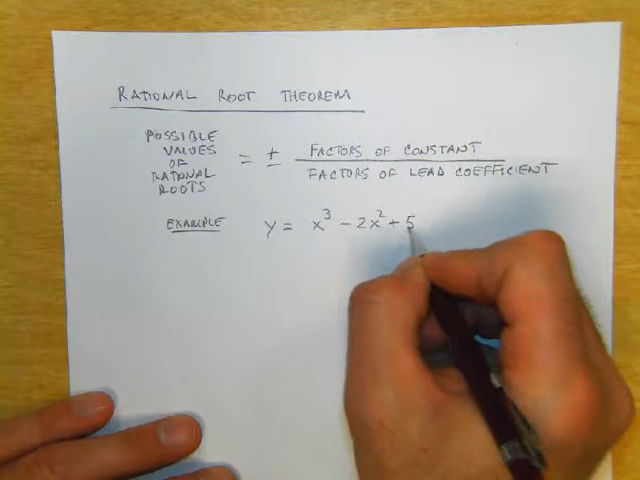 RATIONAL ROOT THEOREM
POSSIBLE
VALUES
OF
RATIONAL
ROOTS
= ± FACTORS OF CONSTANT
FACTORS OF LEAD COEFFICIENT
EXAMPLE y = x³ - 2x² + 5